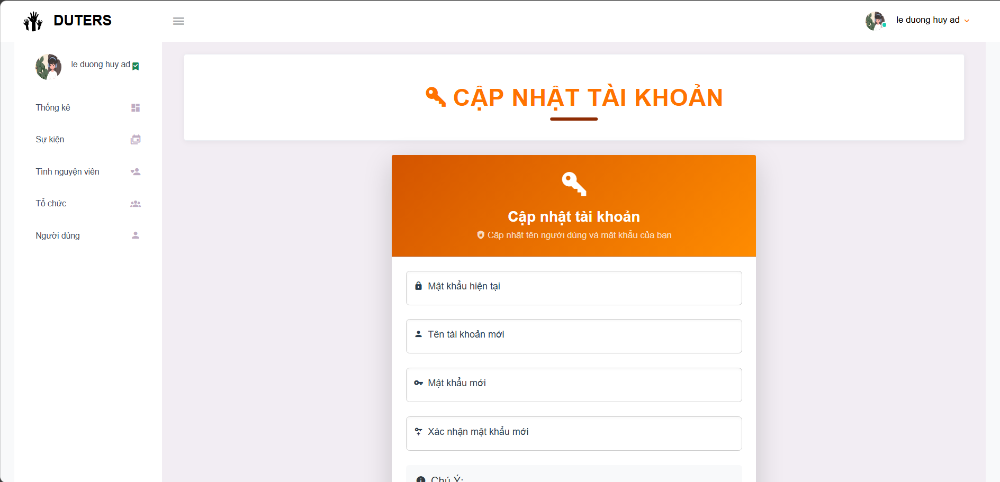 DUTERS
le duong huy ad
le duong huy ad
Thống kê
Sự kiện
Tình nguyện viên
Tổ chức
Người dùng
CẬP NHẬT TÀI KHOẢN
Cập nhật tài khoản
Cập nhật tên người dùng và mật khẩu của bạn
Mật khẩu hiện tại
Tên tài khoản mới
Mật khẩu mới
Xác nhận mật khẩu mới
Chú Ý: